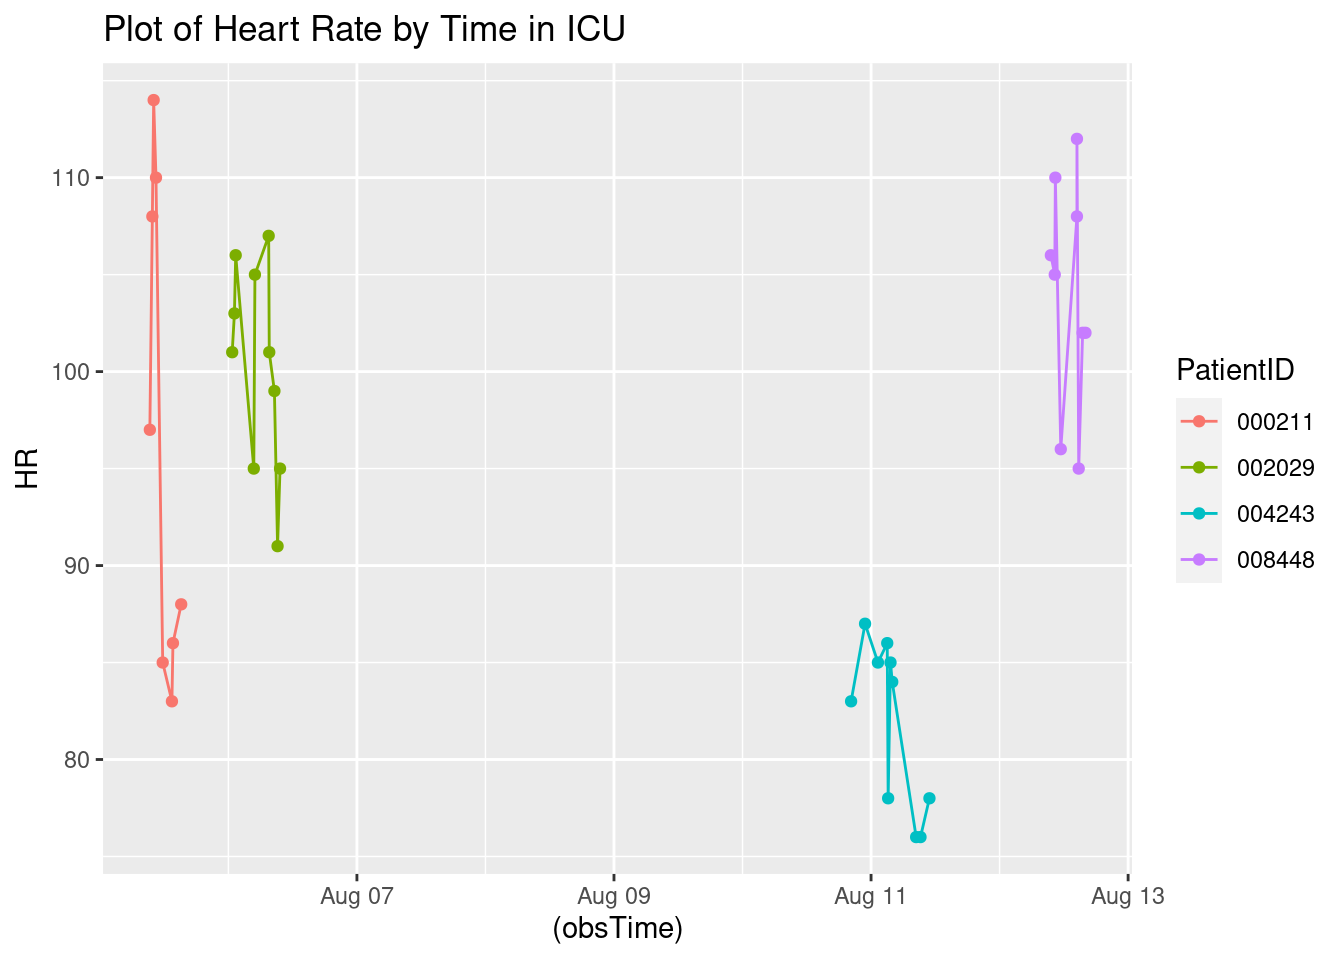 Plot of Heart Rate by Time in ICU
HR
110
100
90
80
Aug 07 Aug 09 Aug 11 Aug 13
(obsTime)
PatientID
000211
002029
004243
008448